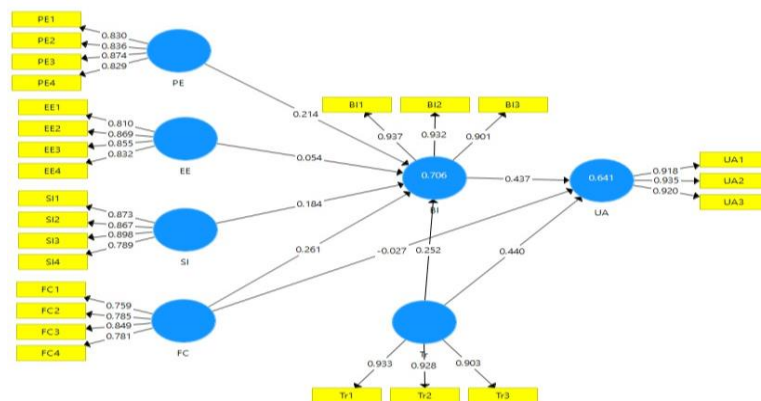 PE1
PE2
PE3
PE4
0.830
0.836
0.874
0.829
PE
EE1
EE2
EE3
EE4
0.810
0.869
0.855
0.832
EE
SI1
SI2
SI3
SI4
0.873
0.867
0.898
0.789
SI
FC1
FC2
FC3
FC4
0.759
0.785
0.849
0.781
FC
0.214
0.054
0.184
0.261
-0.027
BI1
BI2
BI3
0.937
0.932
0.901
0.706
BI
0.437
0.252
0.440
0.641
UA
0.918
0.935
0.920
UA1
UA2
UA3
Tr
0.933
0.928
0.903
Tr1
Tr2
Tr3